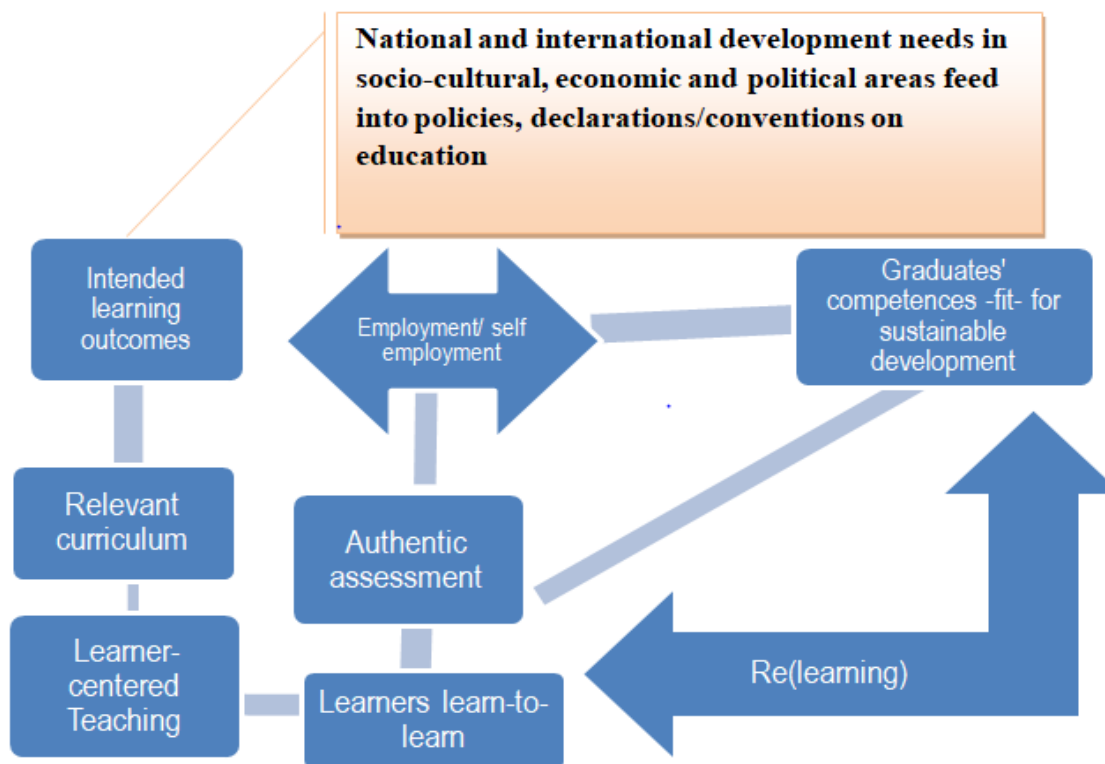 National and international development needs in
socio-cultural, economic and political areas feed
into policies, declarations/conventions on
education
Intended
learning
outcomes
Employment/ self
employment
Graduates'
competences -fit- for
sustainable
development
Relevant
curriculum
Authentic
assessment
Learner-
centered
Teaching
Learners learn-to-
learn
Re(learning)